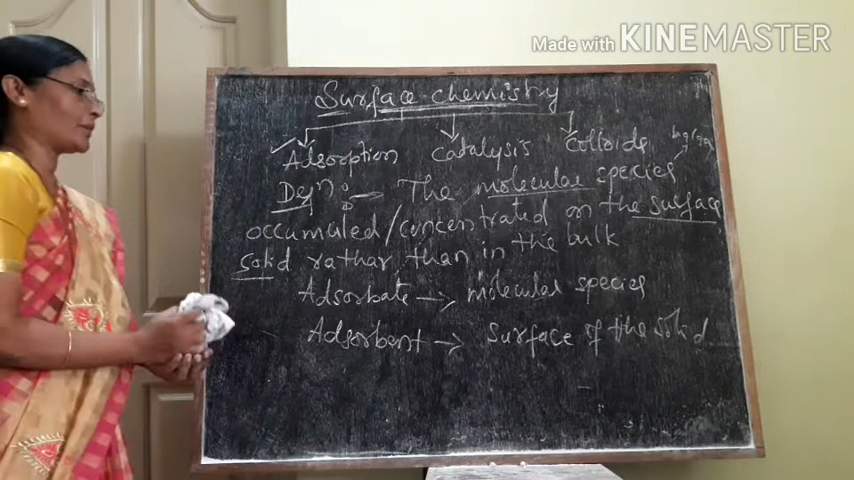 Made with KINEMASTER
Surface chemistry
Adsorption Catalysis Colloids
Defn :- The molecular species
occumuled/concentrated on the surface
solid rathar than in the bulk
Adsorbate → molecular species
Adsorbent → surface of the solid